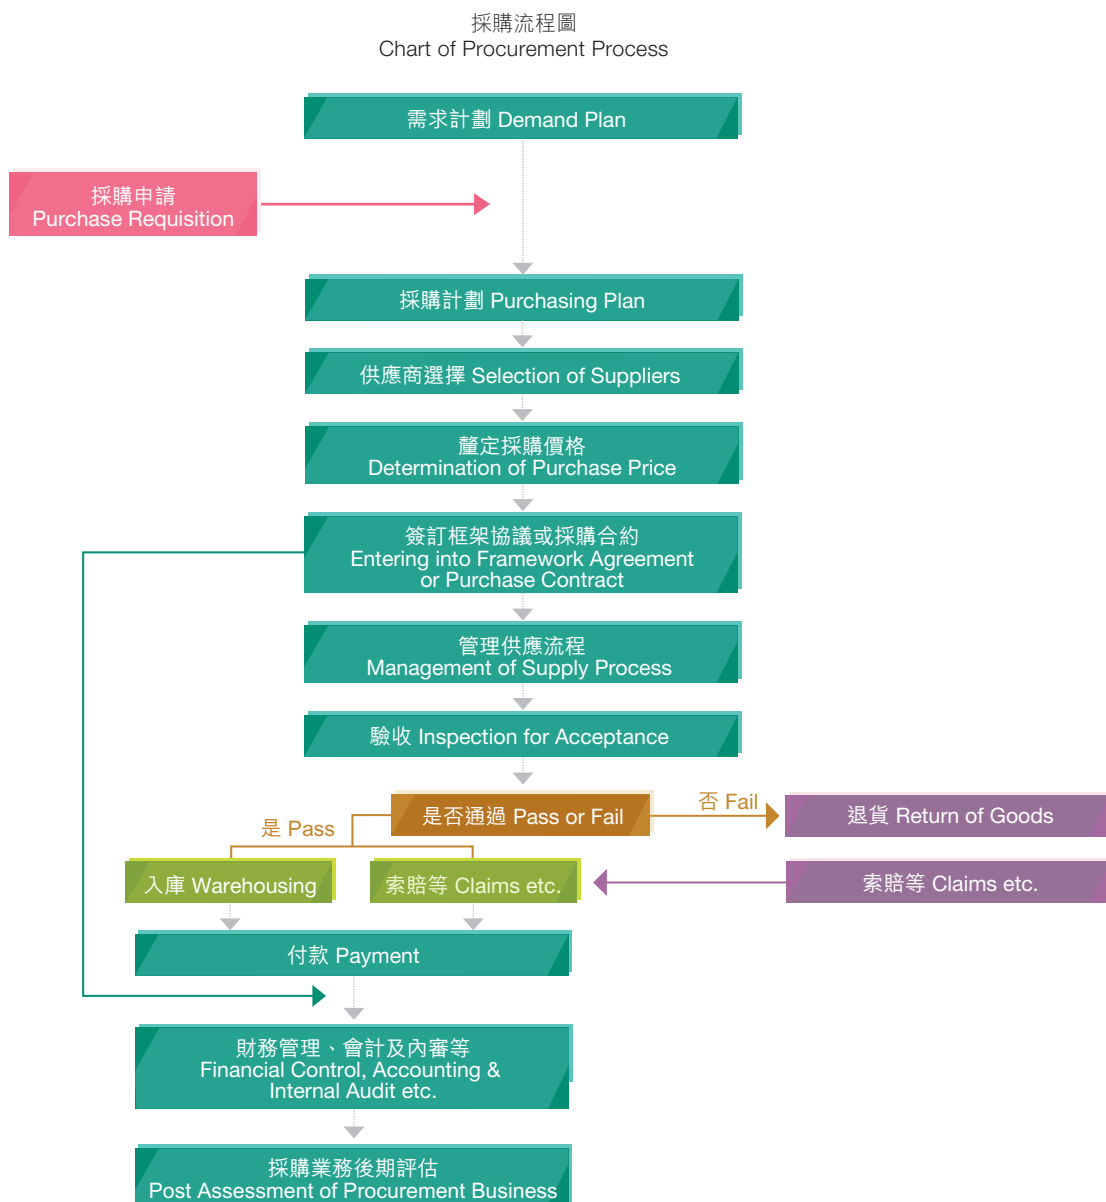 採購流程圖
Chart of Procurement Process
需求計劃 Demand Plan
採購申請
Purchase Requisition
採購計劃 Purchasing Plan
供應商選擇 Selection of Suppliers
釐定採購價格
Determination of Purchase Price
簽訂框架協議或採購合約
Entering into Framework Agreement
or Purchase Contract
管理供應流程
Management of Supply Process
驗收 Inspection for Acceptance
是否通過 Pass or Fail
否 Fail
退貨 Return of Goods
是 Pass
入庫 Warehousing
索賠等 Claims etc.
索賠等 Claims etc.
付款 Payment
財務管理、會計及內審等
Financial Control, Accounting &
Internal Audit etc.
採購業務後期評估
Post Assessment of Procurement Business